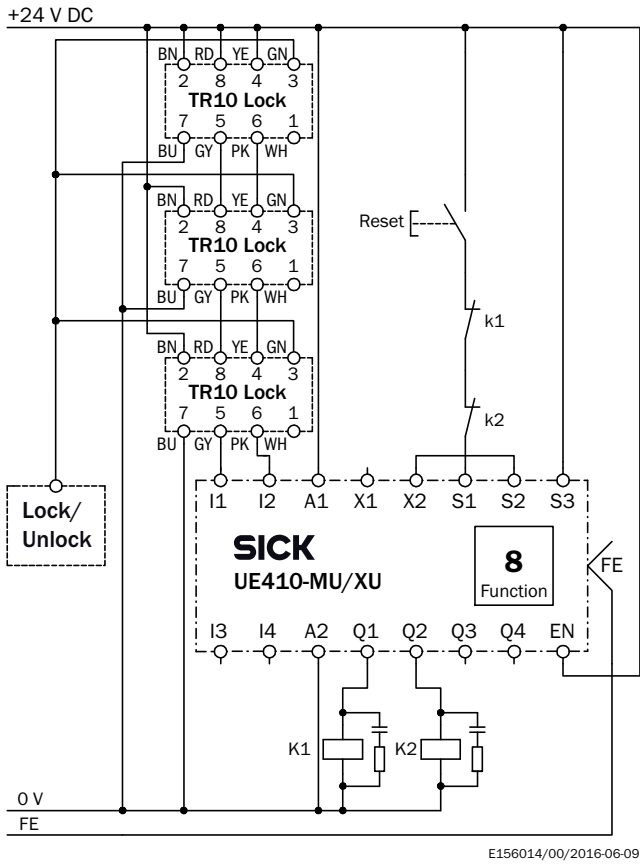 +24 V DC
BN RD YE GN
2 8 4 3
TR10 Lock
7 5 6 1
BU GY PK WH
BN RD YE GN
2 8 4 3
TR10 Lock
7 5 6 1
BU GY PK WH
BN RD YE GN
2 8 4 3
TR10 Lock
7 5 6 1
BU GY PK WH
Reset
k1
k2
Lock/
Unlock
I1 I2 A1 X1 X2 S1 S2 S3
SICK
UE410-MU/XU
8
Function
FE
I3 I4 A2 Q1 Q2 Q3 Q4 EN
K1 K2
0 V
FE
E156014/00/2016-06-09